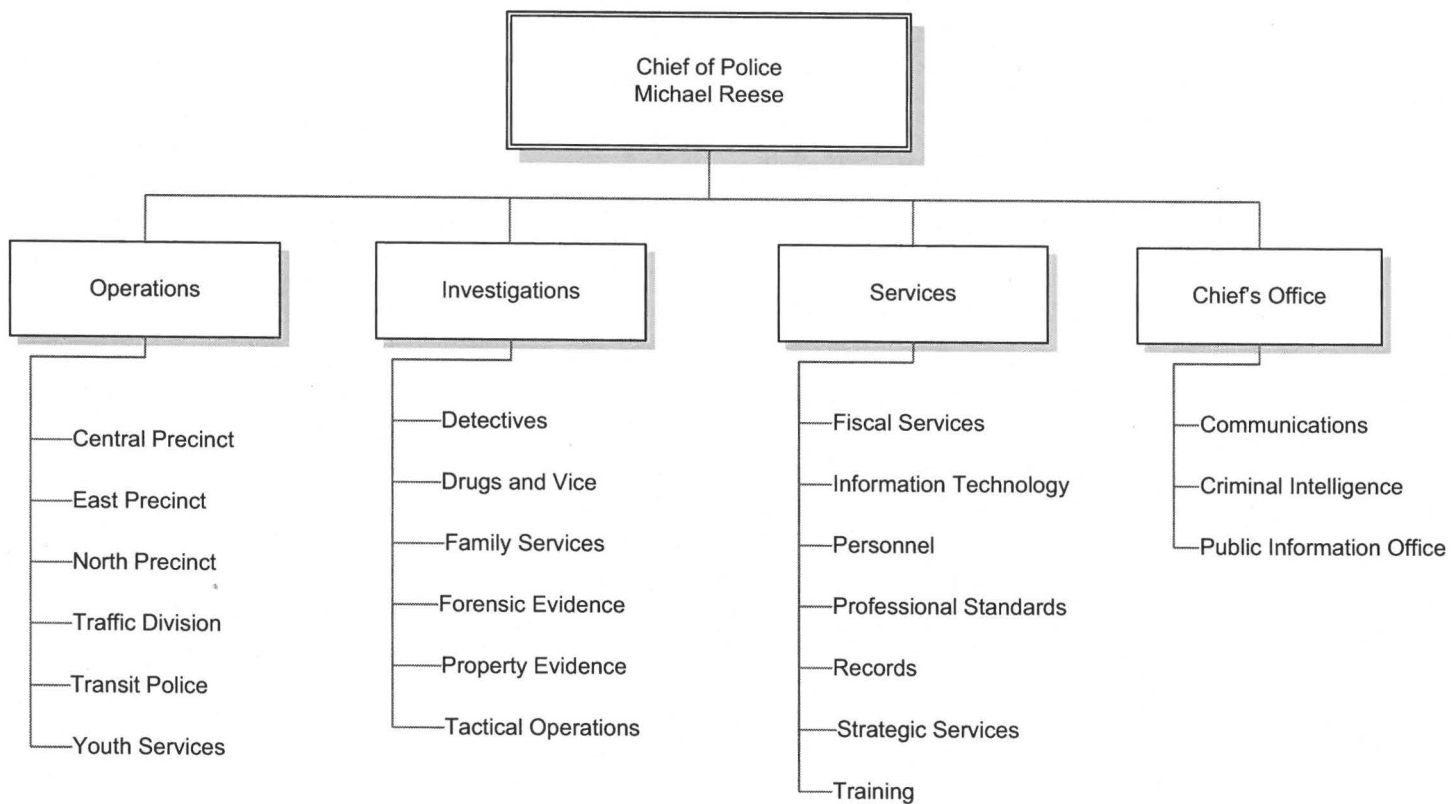 Chief of Police
Michael Reese
Operations
Central Precinct
East Precinct
North Precinct
Traffic Division
Transit Police
Youth Services
Investigations
Detectives
Drugs and Vice
Family Services
Forensic Evidence
Property Evidence
Tactical Operations
Services
Fiscal Services
Information Technology
Personnel
Professional Standards
Records
Strategic Services
Training
Chief's Office
Communications
Criminal Intelligence
Public Information Office